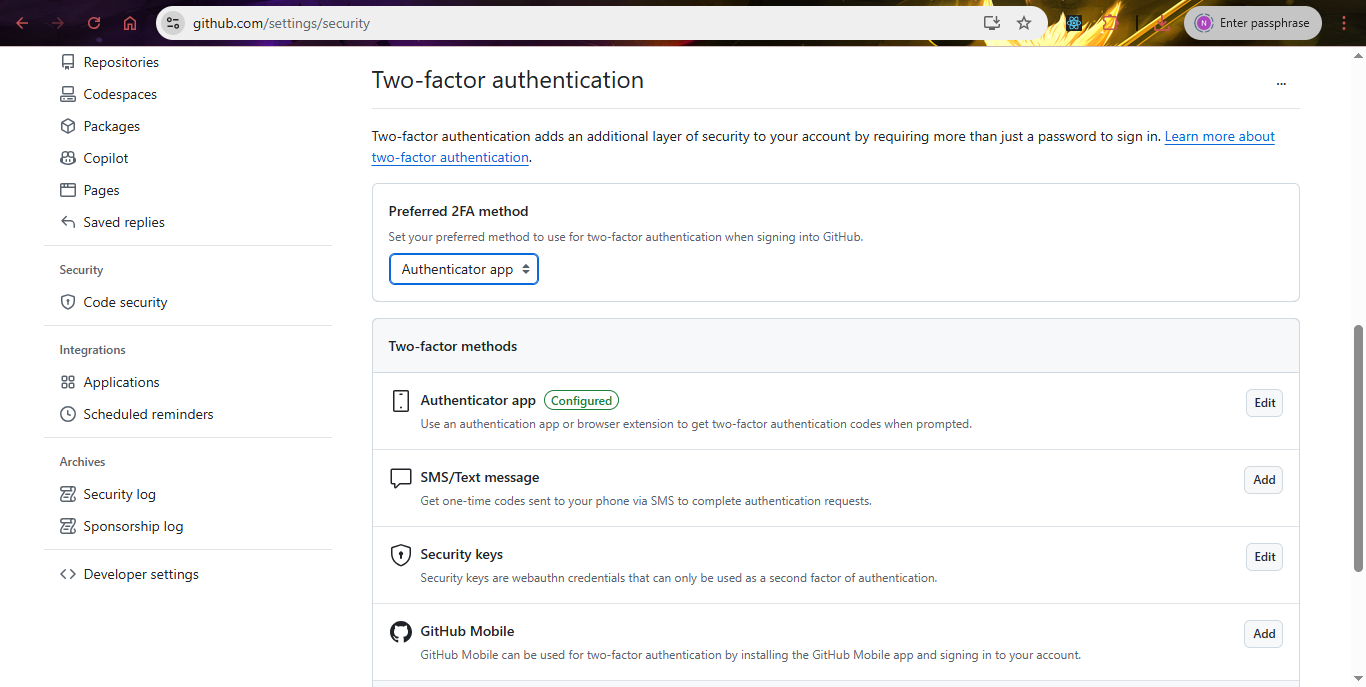 github.com/settings/security
N Enter passphrase
Repositories
Codespaces
Packages
Copilot
Pages
Saved replies
Security
Code security
Integrations
Applications
Scheduled reminders
Archives
Security log
Sponsorship log
Developer settings
Two-factor authentication
...
Two-factor authentication adds an additional layer of security to your account by requiring more than just a password to sign in. Learn more about
two-factor authentication.
Preferred 2FA method
Set your preferred method to use for two-factor authentication when signing into GitHub.
Authenticator app
Two-factor methods
Authenticator app Configured
Edit
Use an authentication app or browser extension to get two-factor authentication codes when prompted.
SMS/Text message
Add
Get one-time codes sent to your phone via SMS to complete authentication requests.
Security keys
Edit
Security keys are webauthn credentials that can only be used as a second factor of authentication.
GitHub Mobile
Add
GitHub Mobile can be used for two-factor authentication by installing the GitHub Mobile app and signing in to your account.